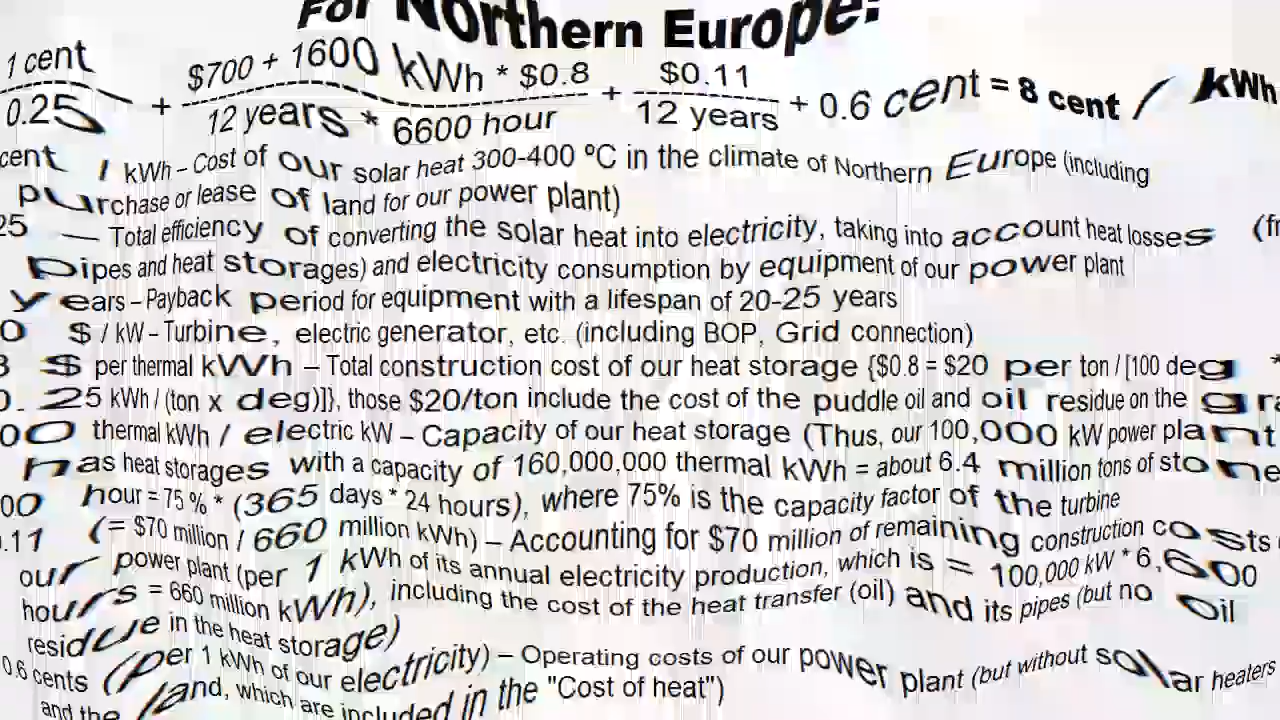 For Northern Europe:
1 cent / 0.25 + $700 + 1600 kWh * $0.8 / 12 years * 6600 hour + $0.11 / 12 years + 0.6 cent = 8 cent / kWh
cent / kWh – Cost of our solar heat 300-400 ºC in the climate of Northern Europe (including
purchase or lease of land for our power plant)
25 — Total efficiency of converting the solar heat into electricity, taking into account heat losses (fr
pipes and heat storages) and electricity consumption by equipment of our power plant
years – Payback period for equipment with a lifespan of 20-25 years
0 $ / kW – Turbine, electric generator, etc. (including BOP, Grid connection)
8 $ per thermal kWh – Total construction cost of our heat storage {$0.8 = $20 per ton / [100 deg *
0. 25 kWh / (ton x deg)]}, those $20/ton include the cost of the puddle oil and oil residue on the gra
00 thermal kWh / electric kW – Capacity of our heat storage (Thus, our 100,000 kW power plant
has heat storages with a capacity of 160,000,000 thermal kWh = about 6.4 million tons of stone
00 hour = 75 % * (365 days * 24 hours), where 75% is the capacity factor of the turbine
.11 (= $70 million / 660 million kWh) – Accounting for $70 million of remaining construction costs
our power plant (per 1 kWh of its annual electricity production, which is = 100,000 kW * 6,600
hours = 660 million kWh), including the cost of the heat transfer (oil) and its pipes (but no oil
residue in the heat storage)
0.6 cents (per 1 kWh of our electricity) – Operating costs of our power plant (but without solar heaters
and the land, which are included in the "Cost of heat")